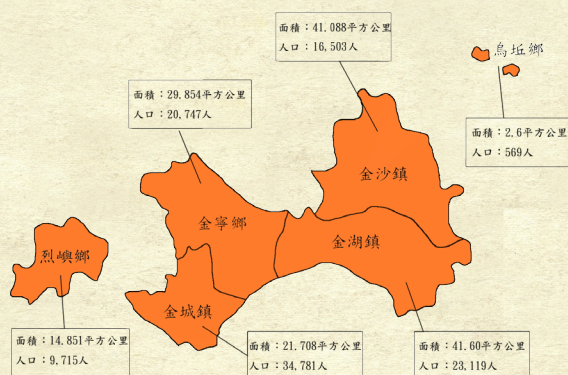 面積：41.088平方公里
人口：16,503人
烏坵鄉
面積：29.854平方公里
人口：20,747人
面積：2.6平方公里
人口：569人
金沙鎮
金寧鄉
金湖鎮
烈嶼鄉
金城鎮
面積：14.851平方公里
人口：9,715人
面積：21.708平方公里
人口：34,781人
面積：41.60平方公里
人口：23,119人